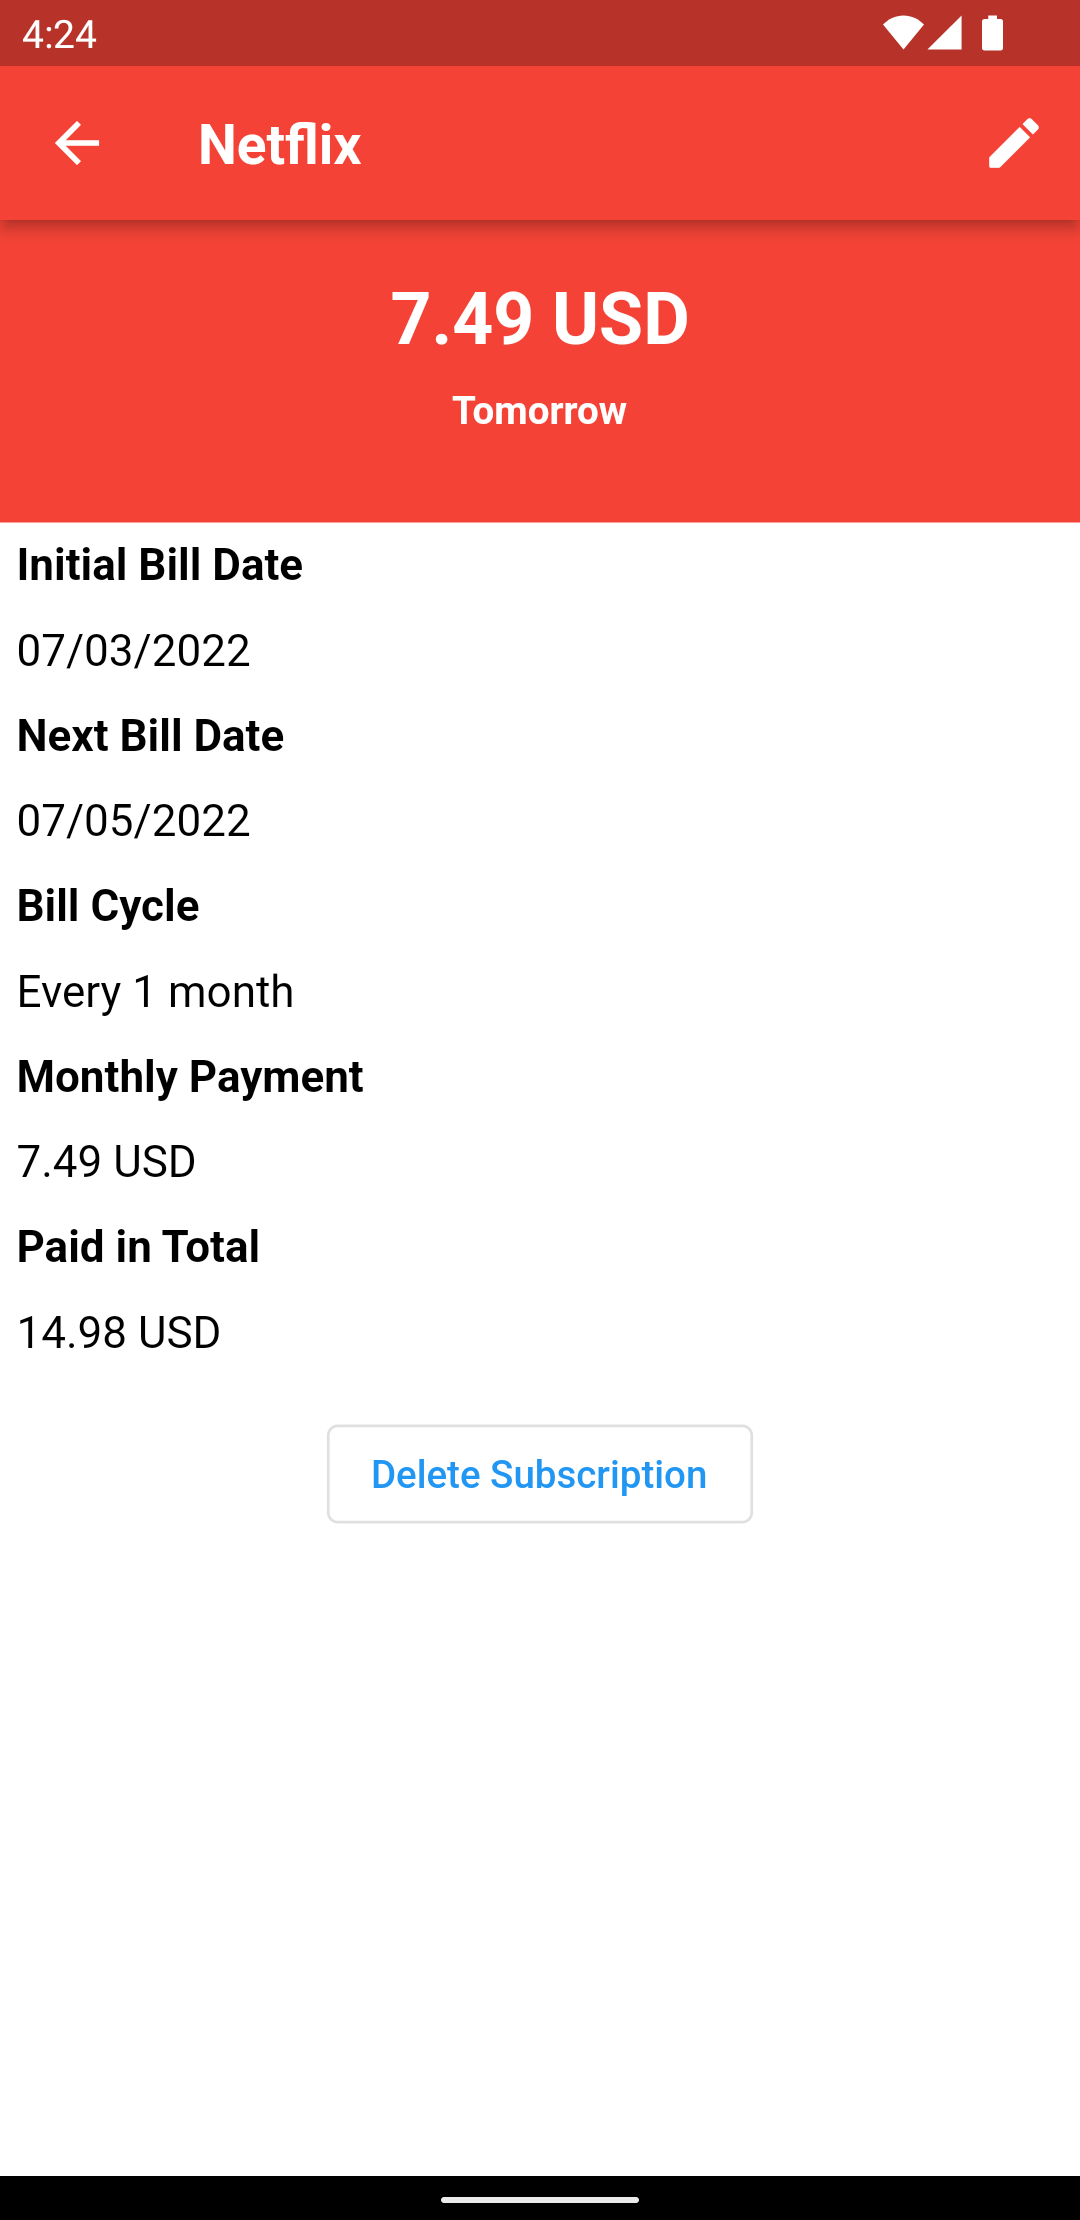 4:24
Netflix
7.49 USD
Tomorrow
Initial Bill Date
07/03/2022
Next Bill Date
07/05/2022
Bill Cycle
Every 1 month
Monthly Payment
7.49 USD
Paid in Total
14.98 USD
Delete Subscription